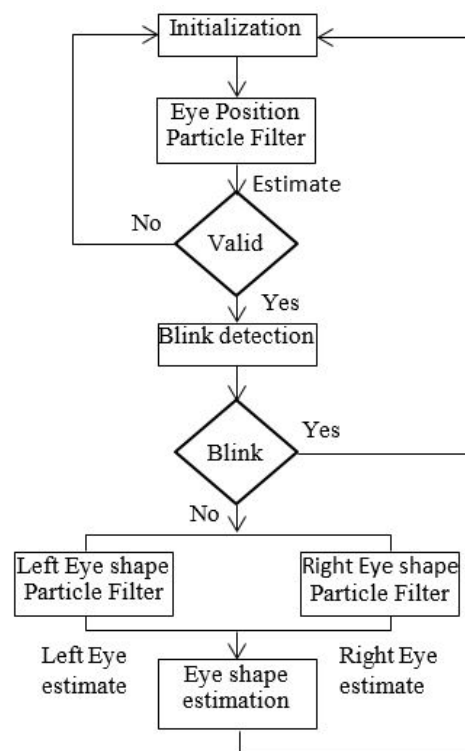 Initialization
Eye Position
Particle Filter
Estimate
No
Valid
Yes
Blink detection
Yes
Blink
No
Left Eye shape
Particle Filter
Right Eye shape
Particle Filter
Left Eye
estimate
Eye shape
estimation
Right Eye
estimate